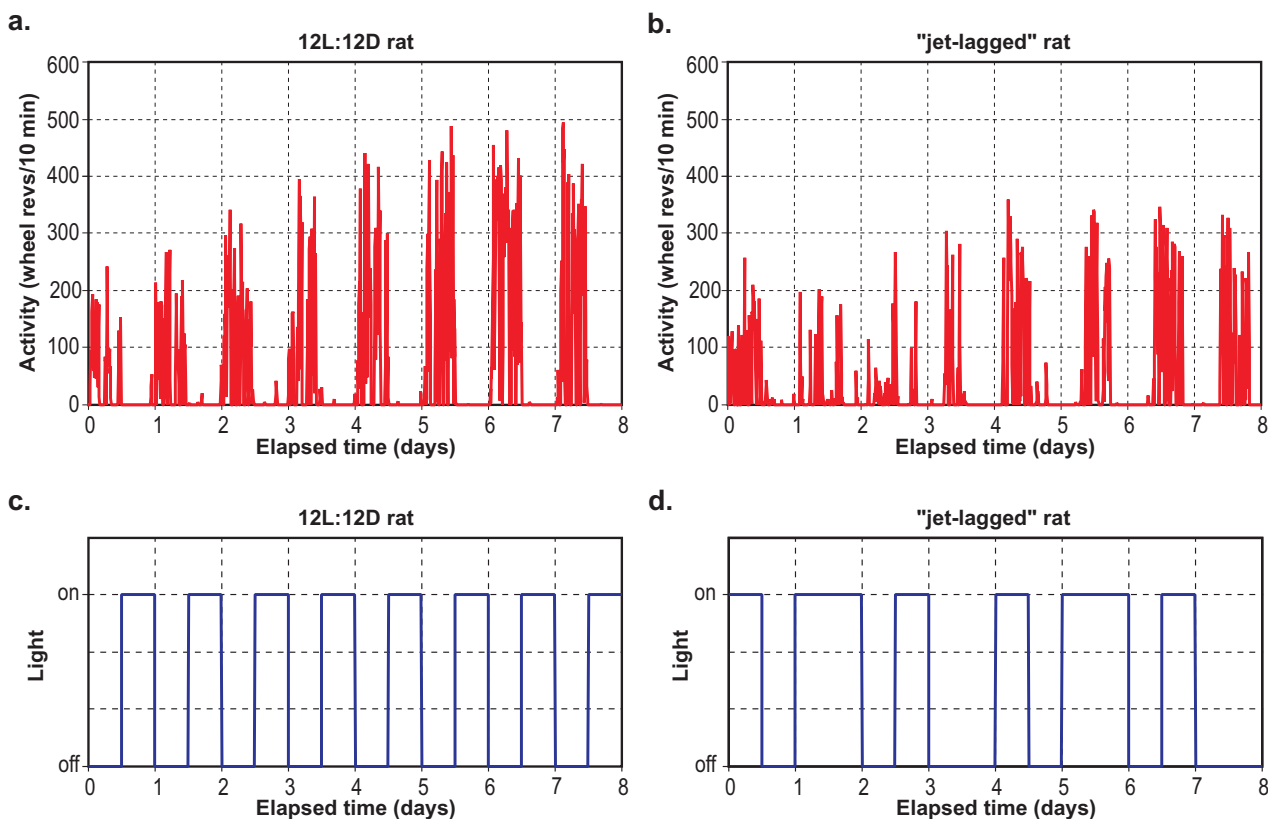 a.
12L:12D rat
Activity (wheel revs/10 min)
600
500
400
300
200
100
0
0 1 2 3 4 5 6 7 8
Elapsed time (days)
b.
"jet-lagged" rat
Activity (wheel revs/10 min)
600
500
400
300
200
100
0
0 1 2 3 4 5 6 7 8
Elapsed time (days)
c.
12L:12D rat
Light
on
off
0 1 2 3 4 5 6 7 8
Elapsed time (days)
d.
"jet-lagged" rat
Light
on
off
0 1 2 3 4 5 6 7 8
Elapsed time (days)